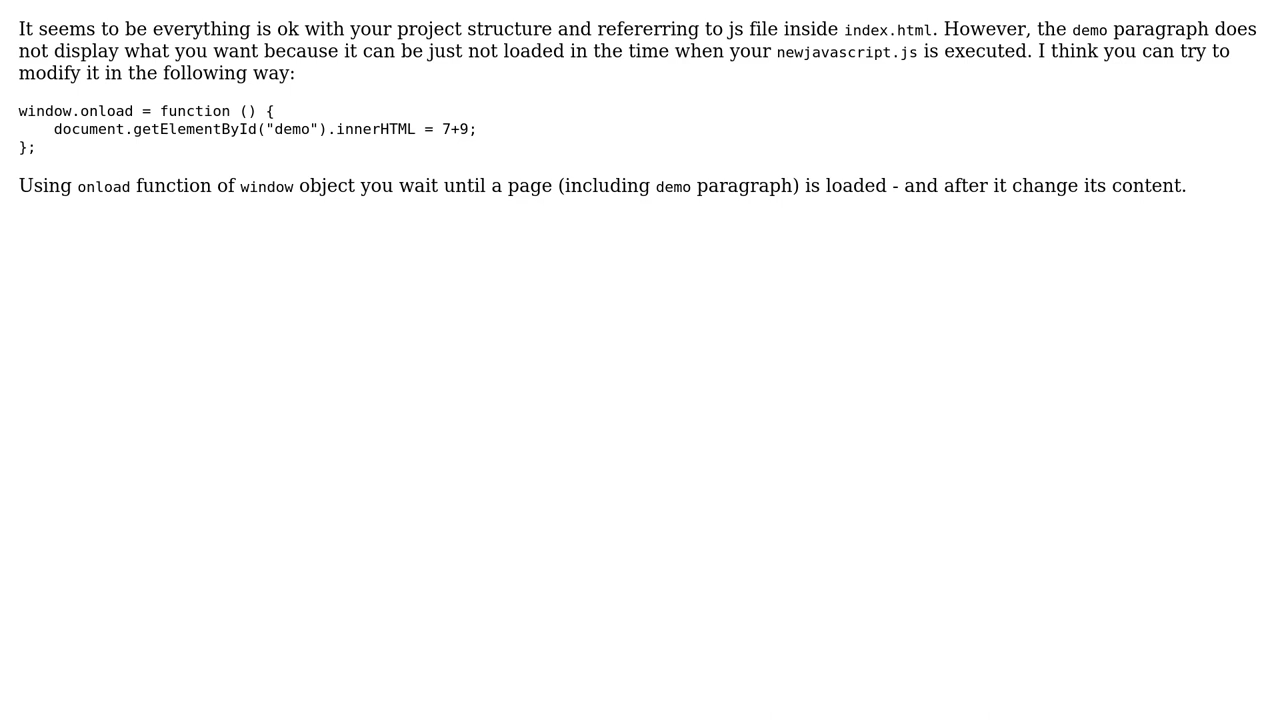 It seems to be everything is ok with your project structure and refererring to js file inside index.html. However, the demo paragraph does
not display what you want because it can be just not loaded in the time when your newjavascript.js is executed. I think you can try to
modify it in the following way:
window.onload = function () {
    document.getElementById("demo").innerHTML = 7+9;
};
Using onload function of window object you wait until a page (including demo paragraph) is loaded - and after it change its content.